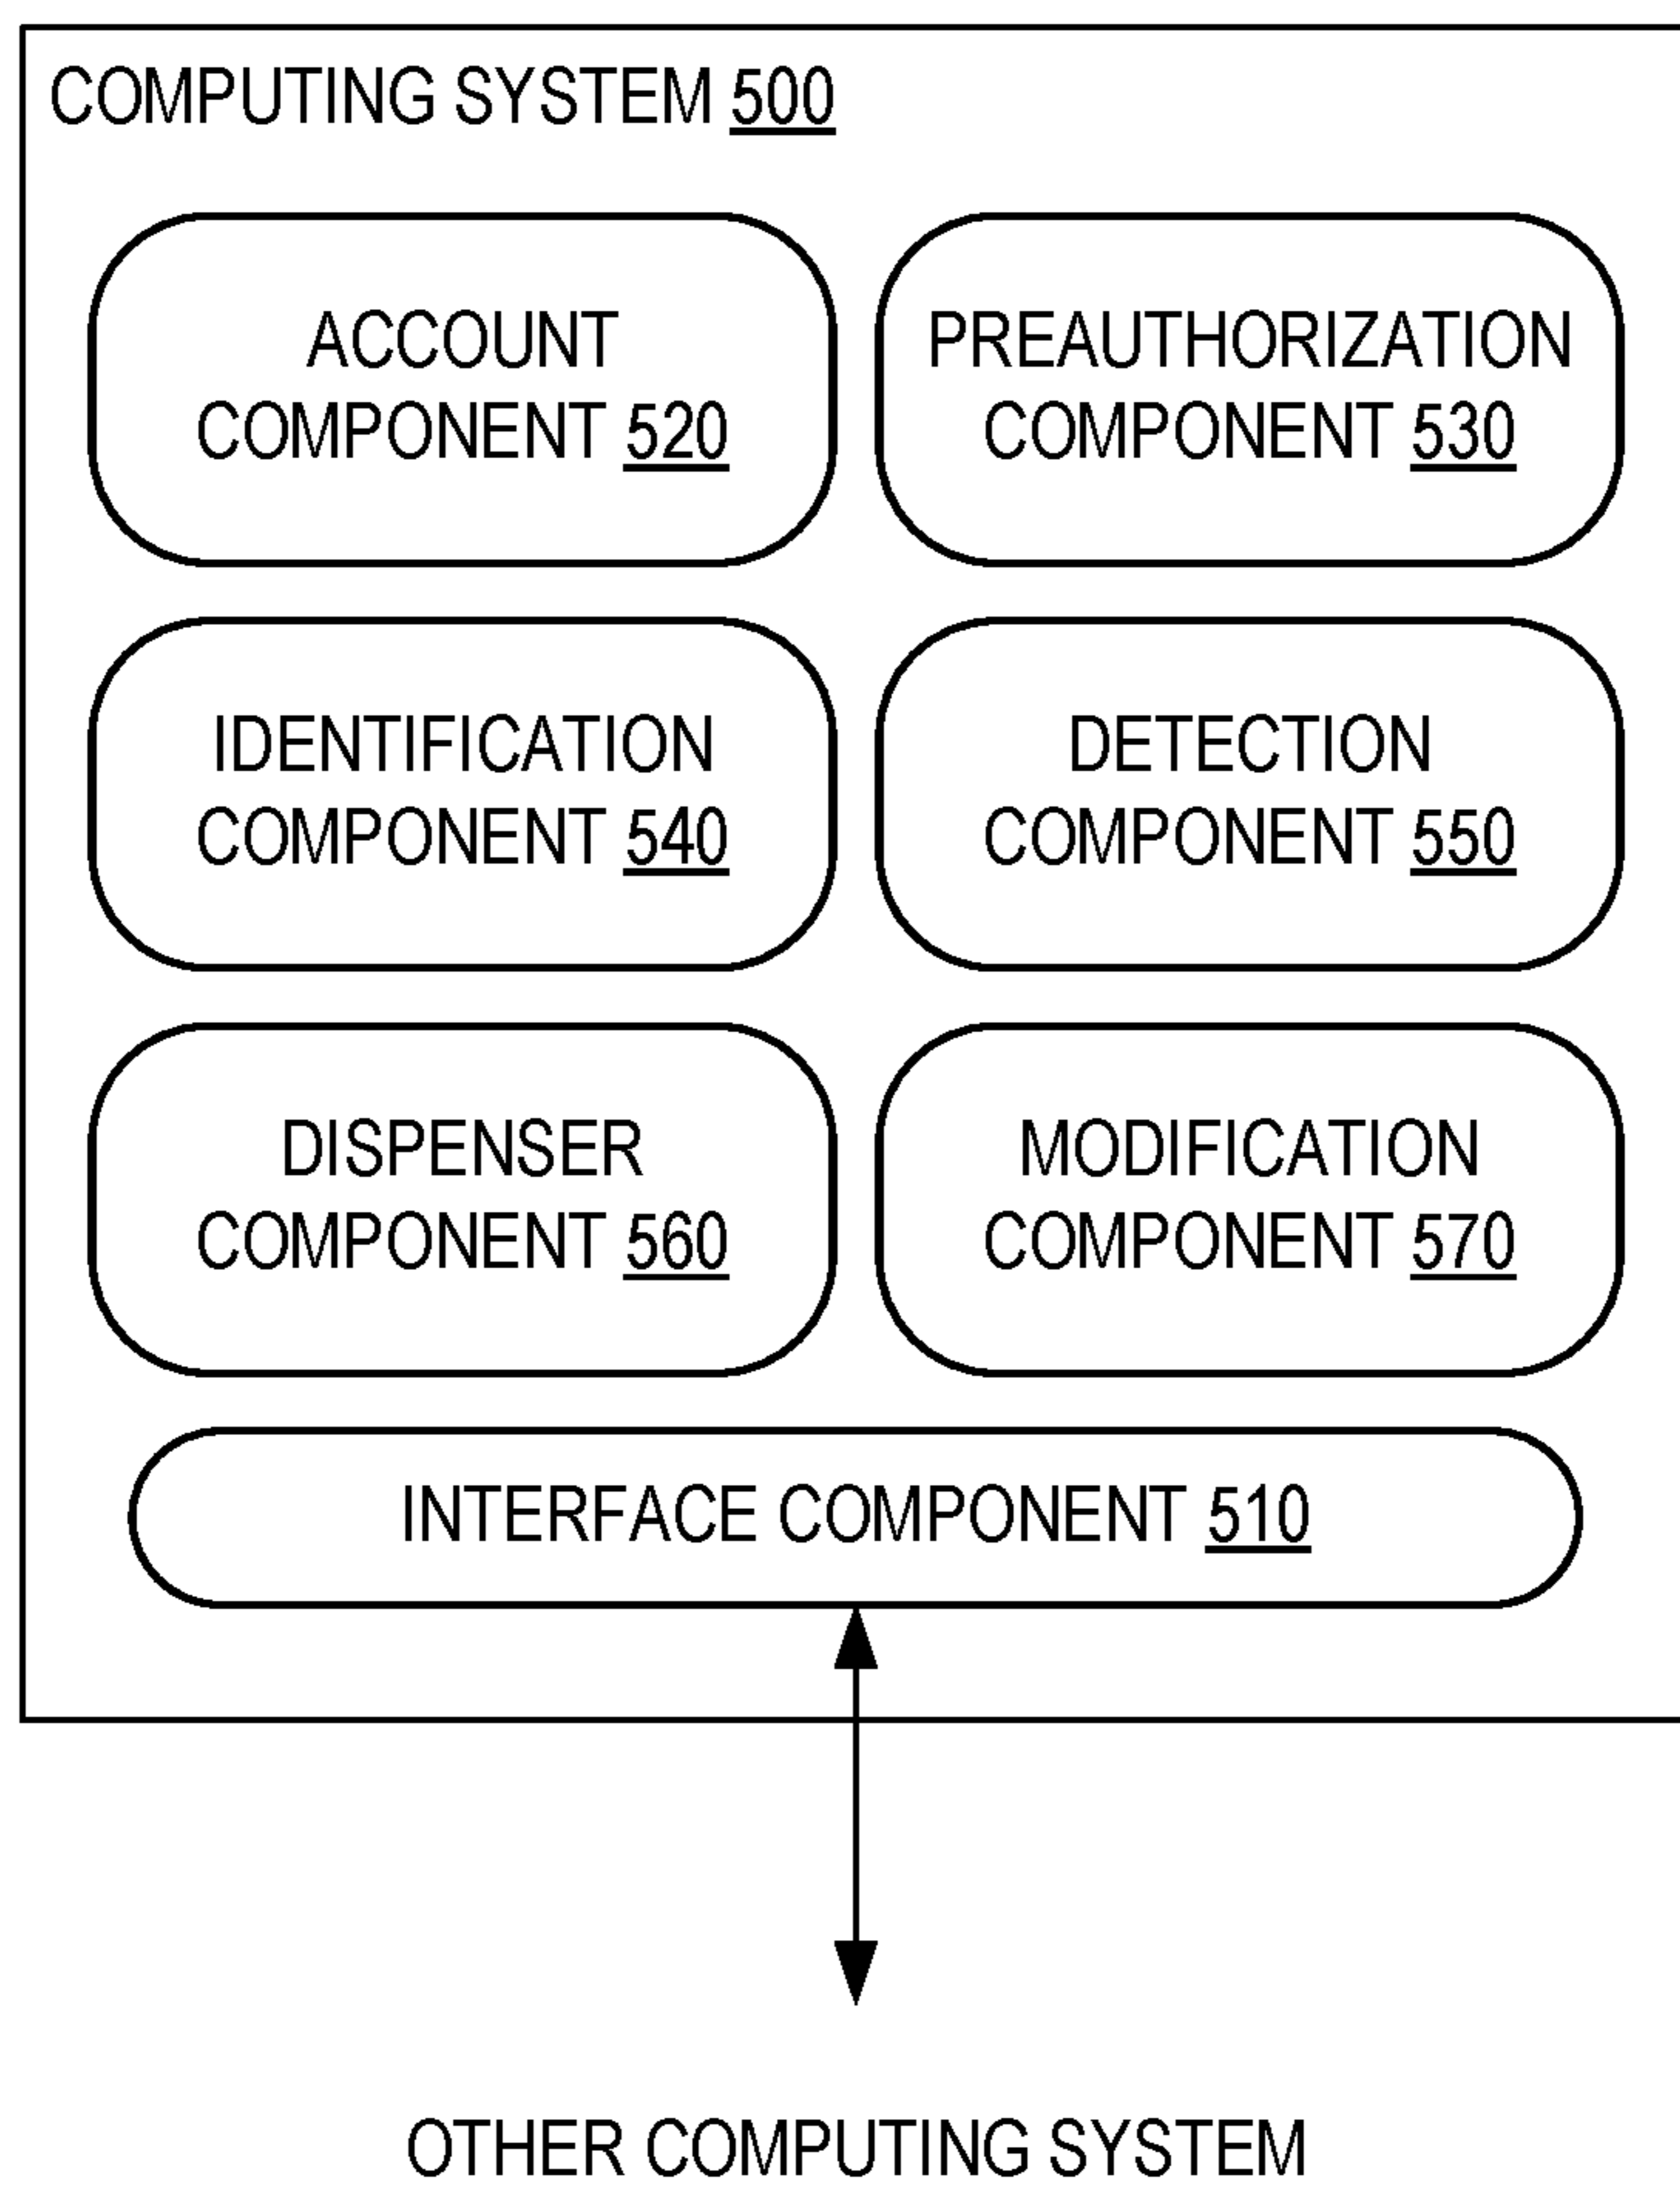 COMPUTING SYSTEM 500
ACCOUNT
COMPONENT 520
PREAUTHORIZATION
COMPONENT 530
IDENTIFICATION
COMPONENT 540
DETECTION
COMPONENT 550
DISPENSER
COMPONENT 560
MODIFICATION
COMPONENT 570
INTERFACE COMPONENT 510
OTHER COMPUTING SYSTEM